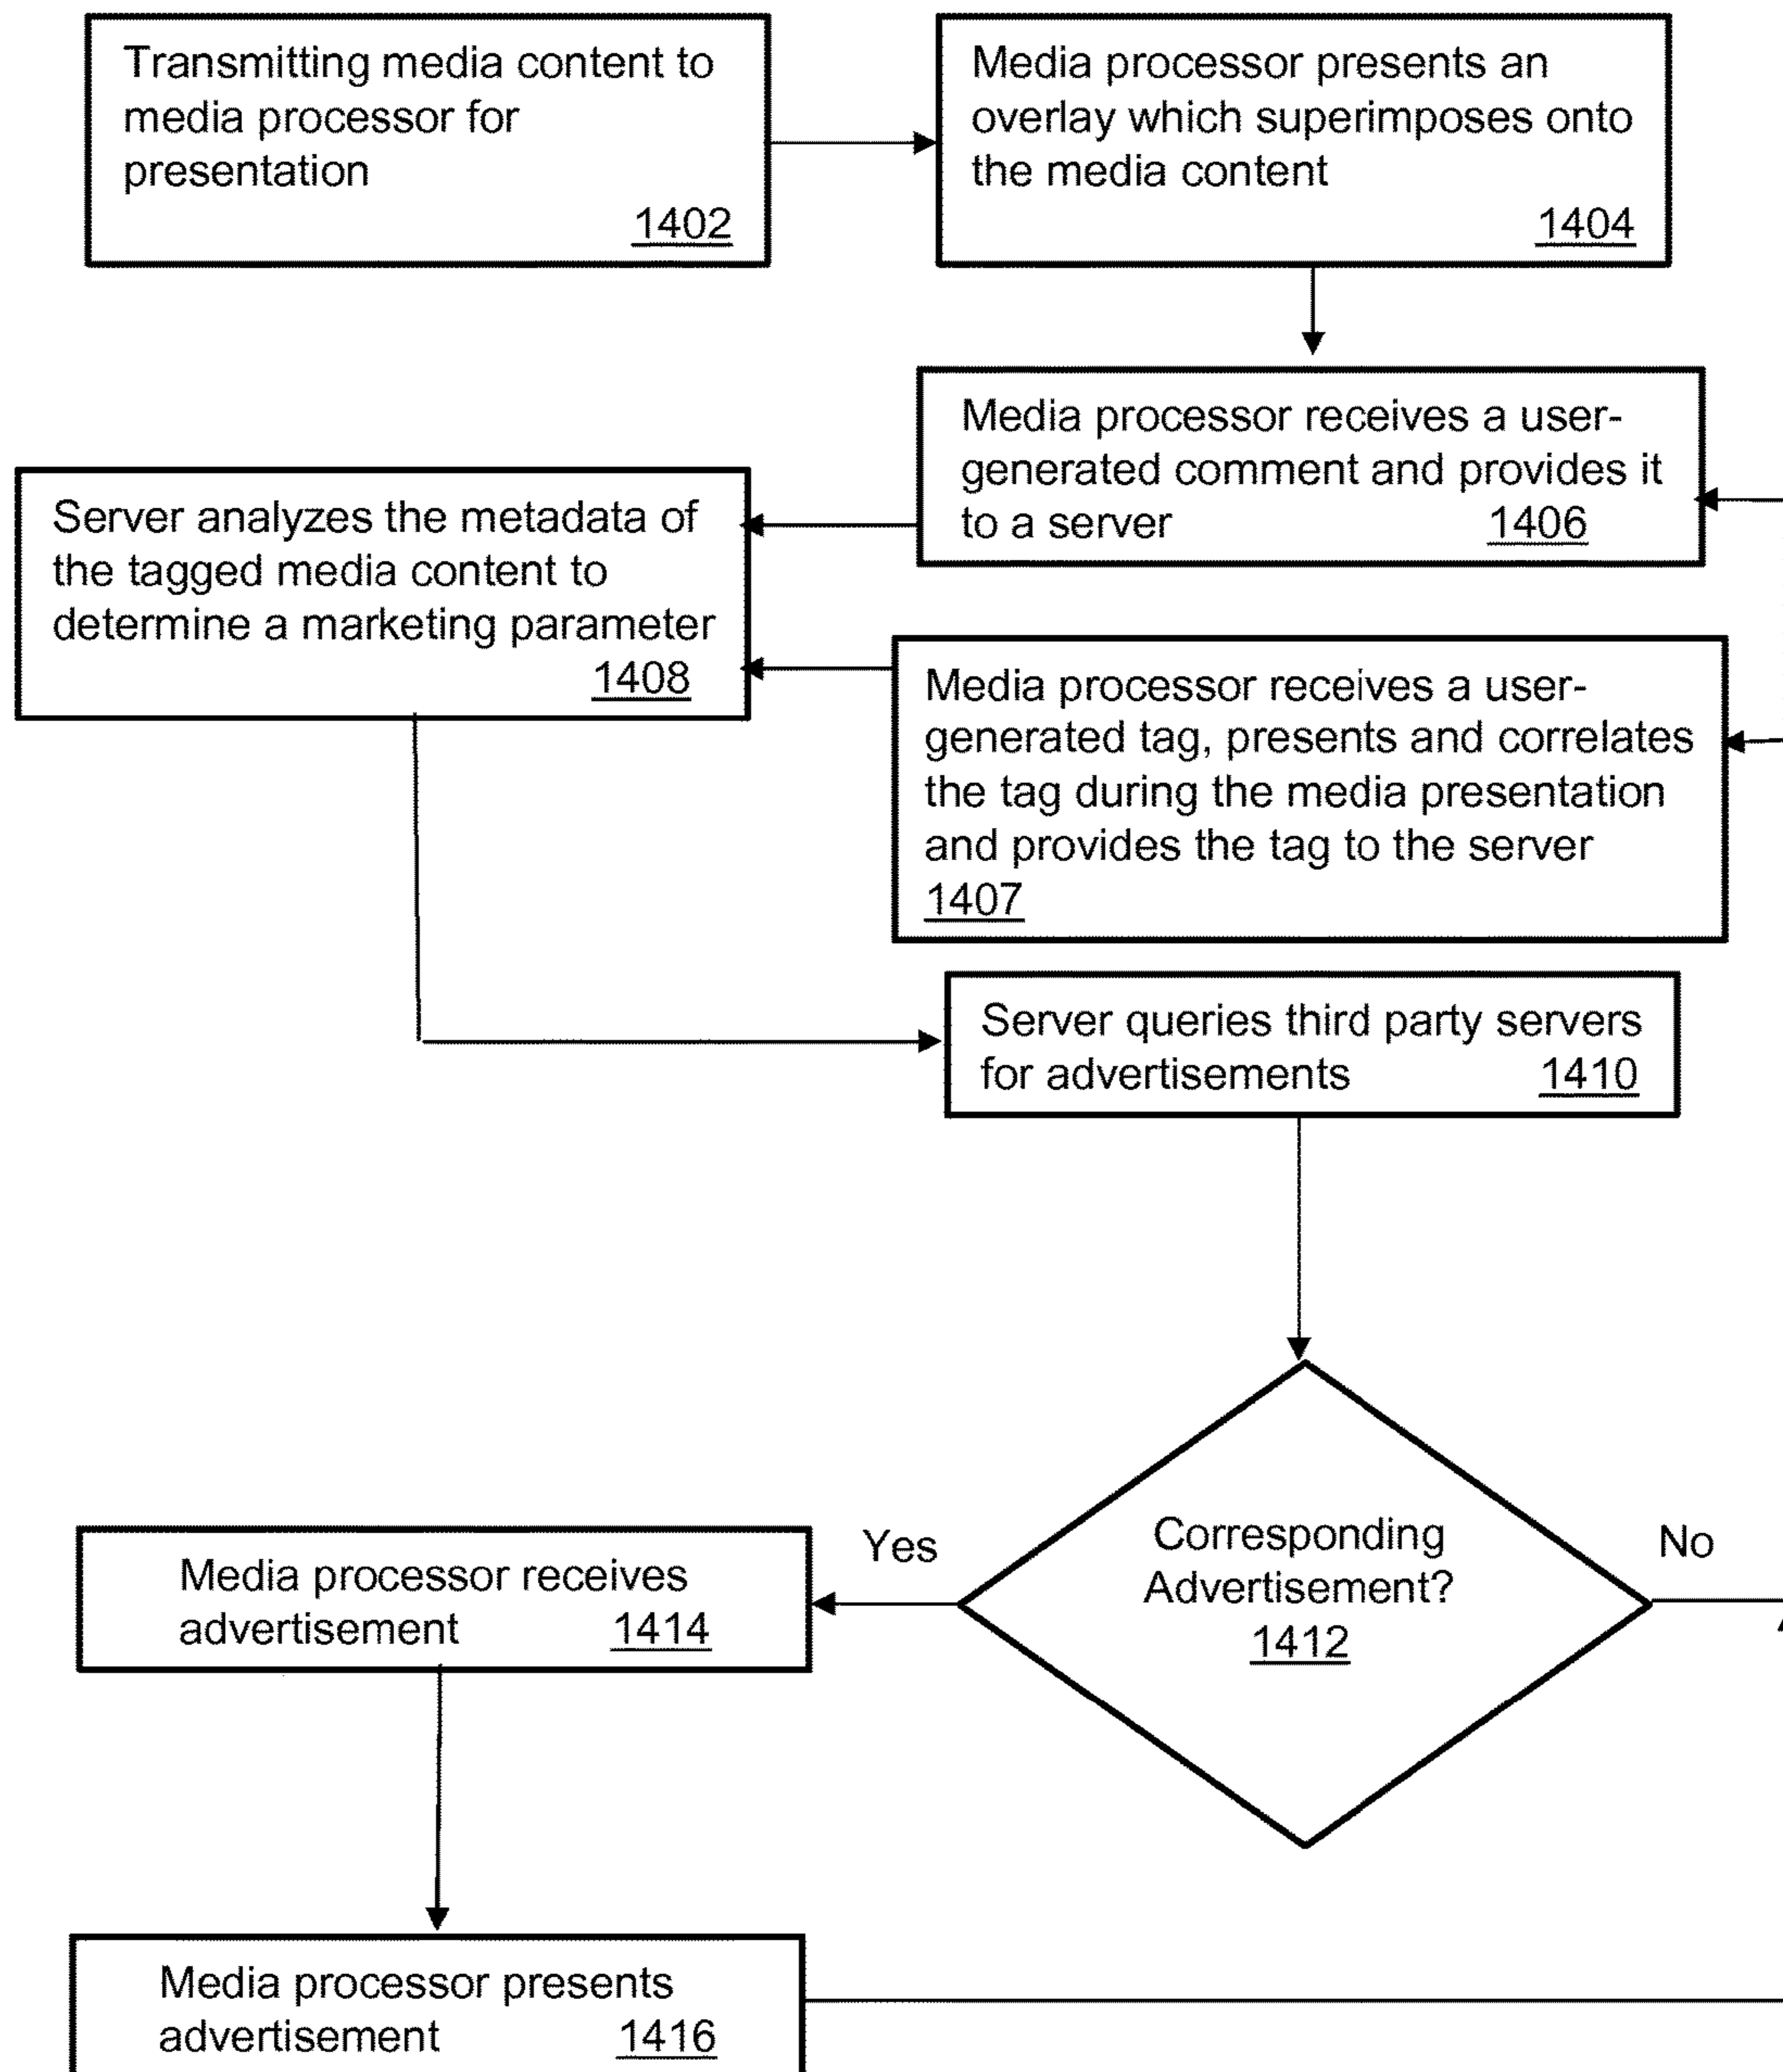 Transmitting media content to
media processor for
presentation
1402
Media processor presents an
overlay which superimposes onto
the media content
1404
Media processor receives a user-
generated comment and provides it
to a server 1406
Server analyzes the metadata of
the tagged media content to
determine a marketing parameter
1408
Media processor receives a user-
generated tag, presents and correlates
the tag during the media presentation
and provides the tag to the server
1407
Server queries third party servers
for advertisements 1410
Corresponding
Advertisement?
1412
Yes
No
Media processor receives
advertisement 1414
Media processor presents
advertisement 1416